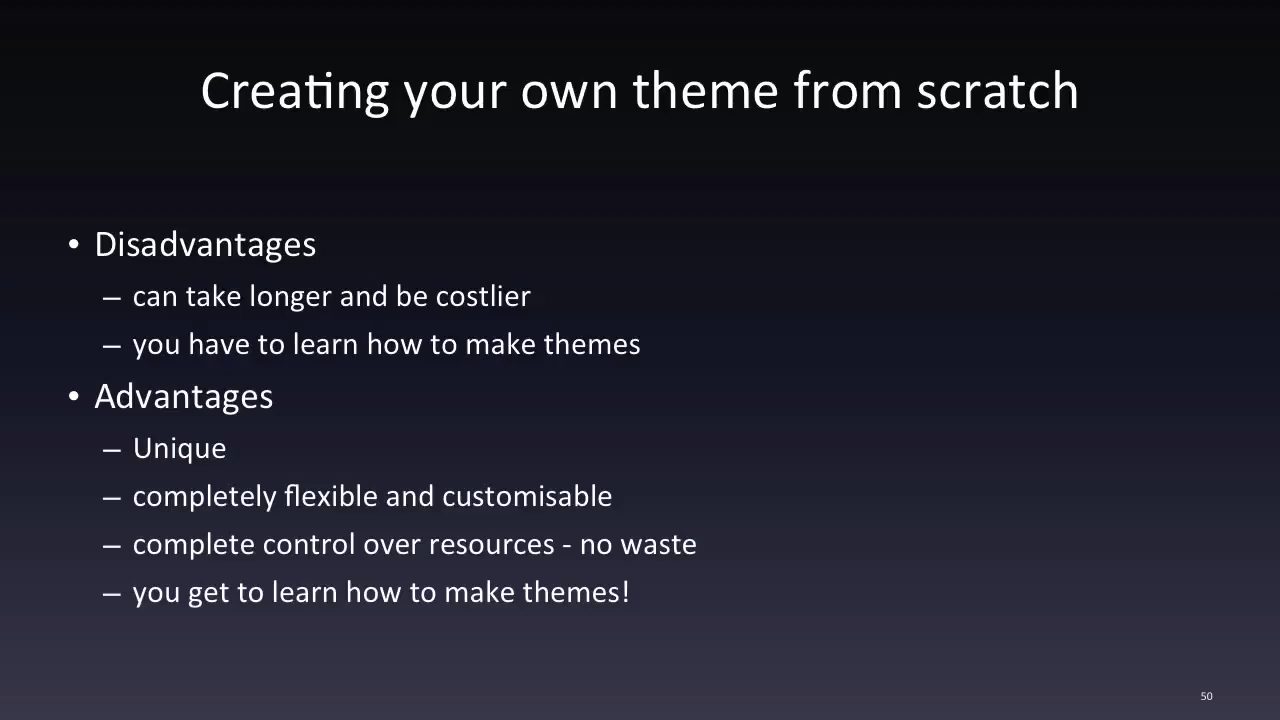 Creating your own theme from scratch
• Disadvantages
– can take longer and be costlier
– you have to learn how to make themes
• Advantages
– Unique
– completely flexible and customisable
– complete control over resources - no waste
– you get to learn how to make themes!
50